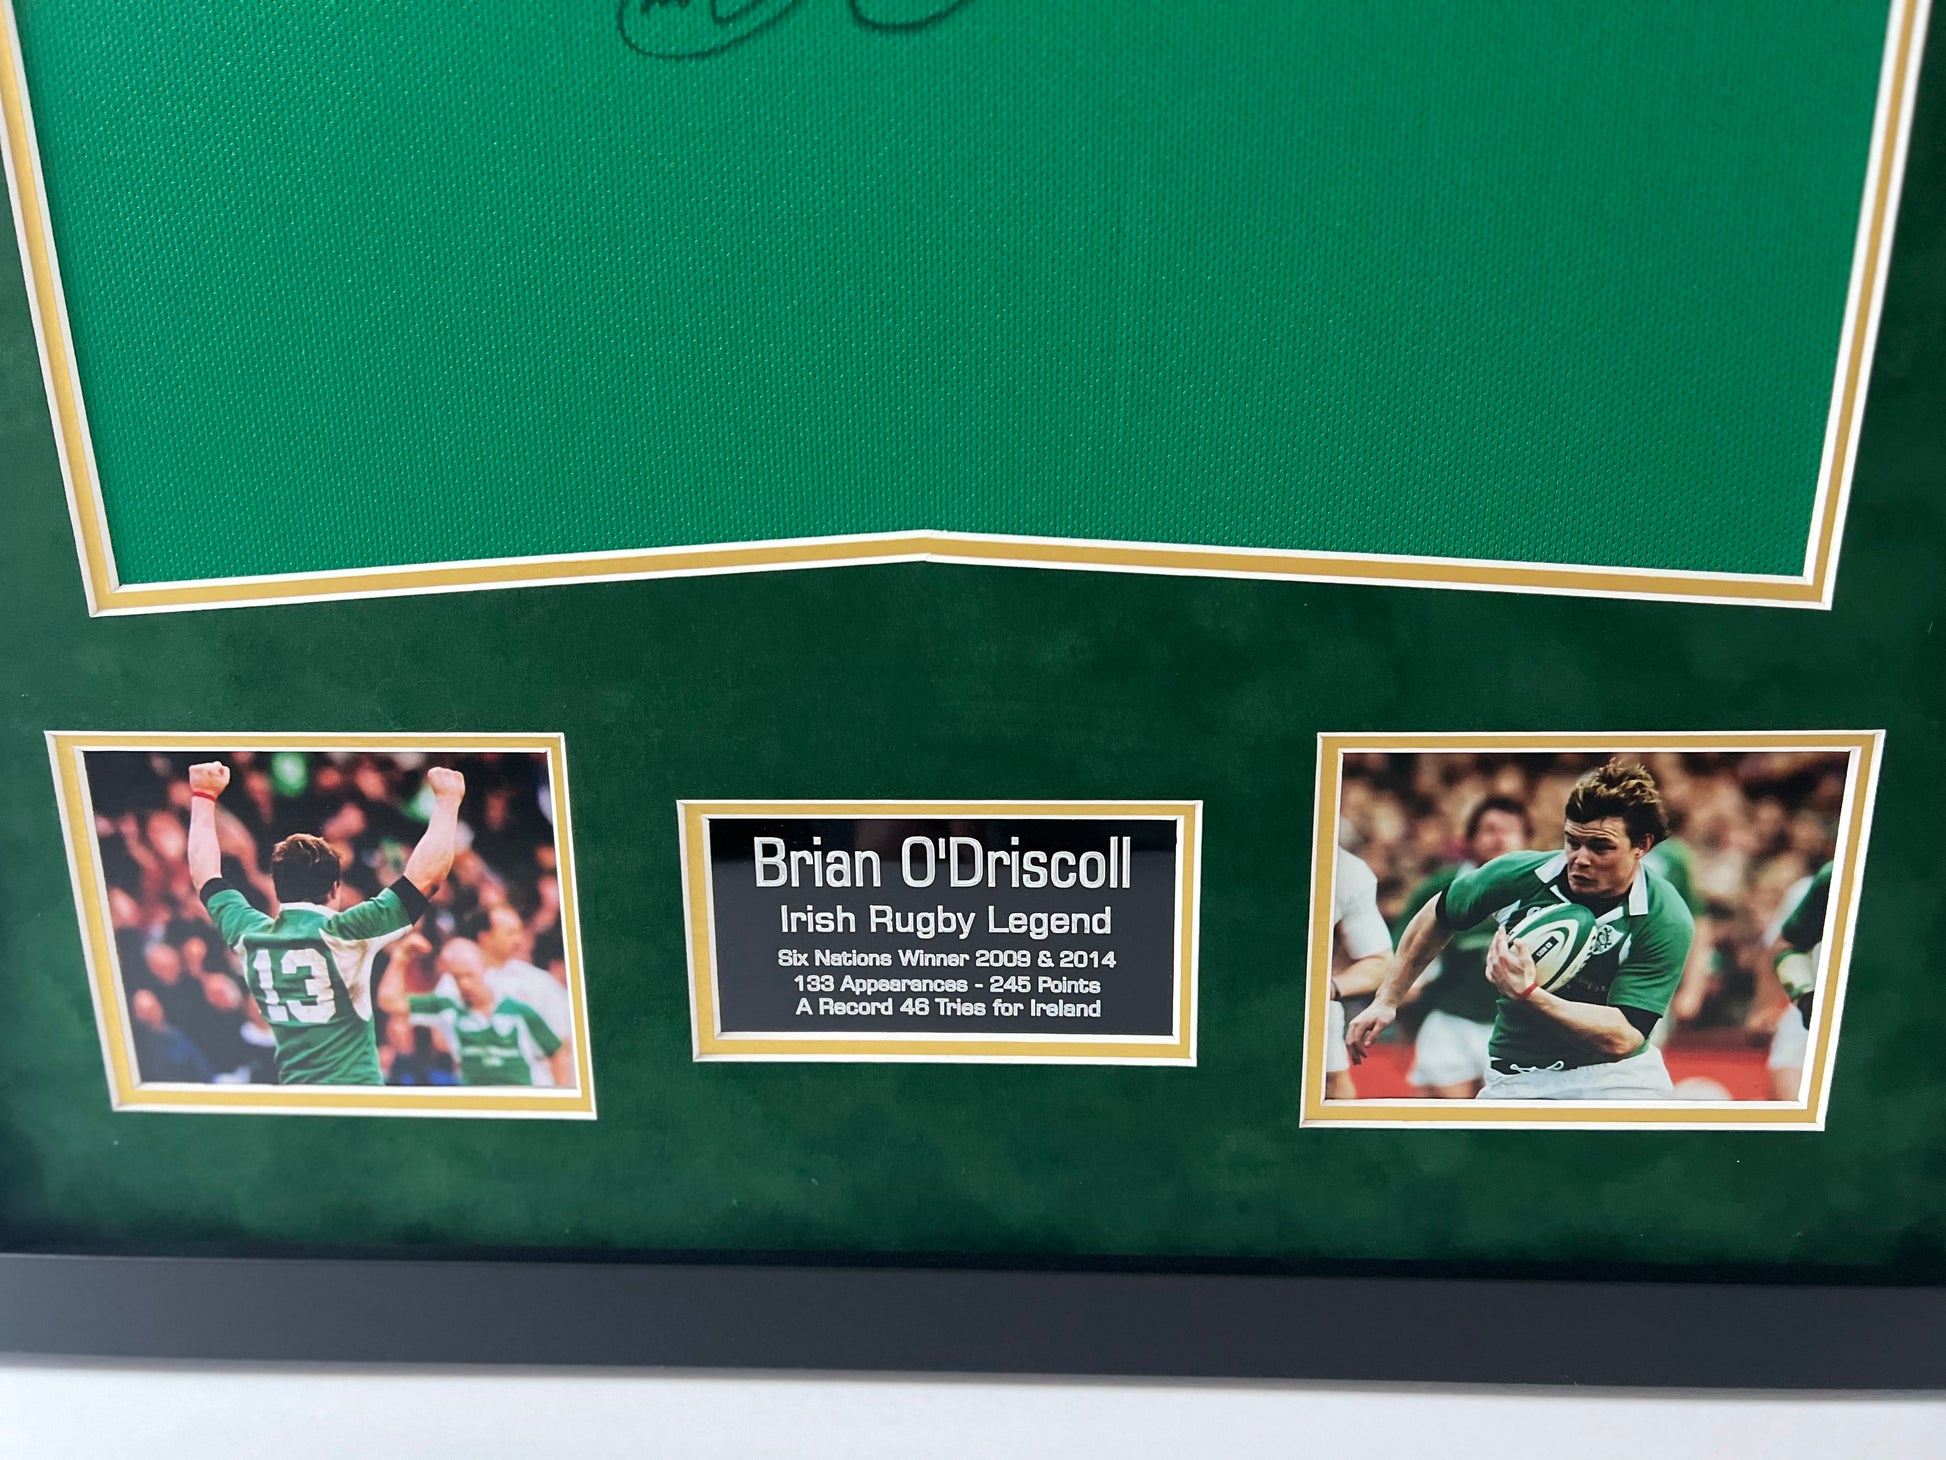 Brian O'Driscoll
Irish Rugby Legend
Six Nations Winner 2009 & 2014
133 Appearances - 245 Points
A Record 46 Tries for Ireland
13